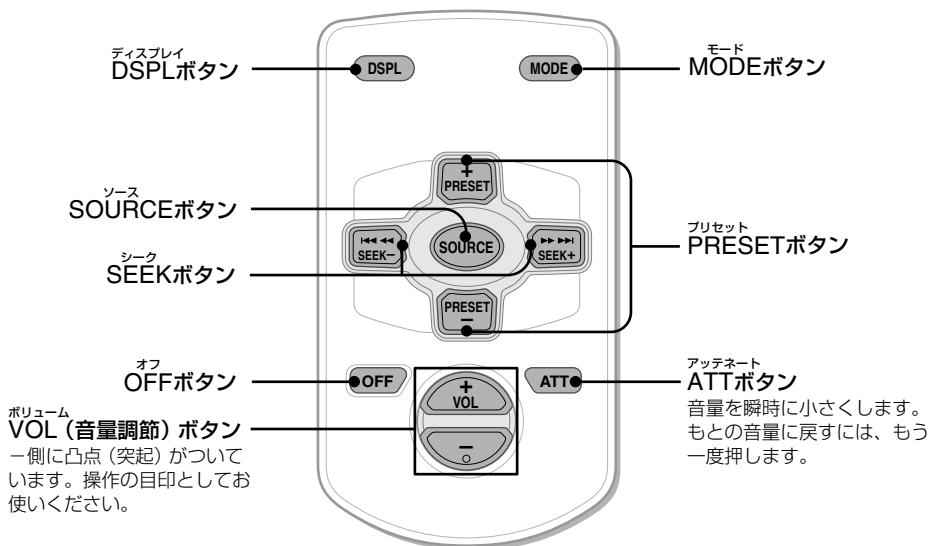 ディスプレイ
DSPLボタン
DSPL
MODE
モード
MODEボタン
+
PRESET
ソース
SOURCEボタン
SOURCE
プリセット
PRESETボタン
SEEK−
SEEK+
シーク
SEEKボタン
PRESET
−
オフ
OFFボタン
OFF
ATT
アッテネート
ATTボタン
音量を瞬時に小さくします。
もとの音量に戻すには、もう
一度押します。
+
VOL
−
ボリューム
VOL（音量調節）ボタン
−側に凸点（突起）がついて
います。操作の目印としてお
使いください。